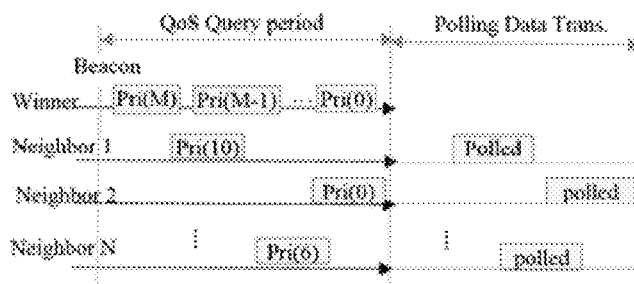 QoS Query period Polling Data Trans.
Beacon
Winner Pri(M) Pri(M-1) ... Pri(0)
Neighbor 1 Pri(10) Polled
Neighbor 2 Pri(0) polled
Neighbor N Pri(6) polled